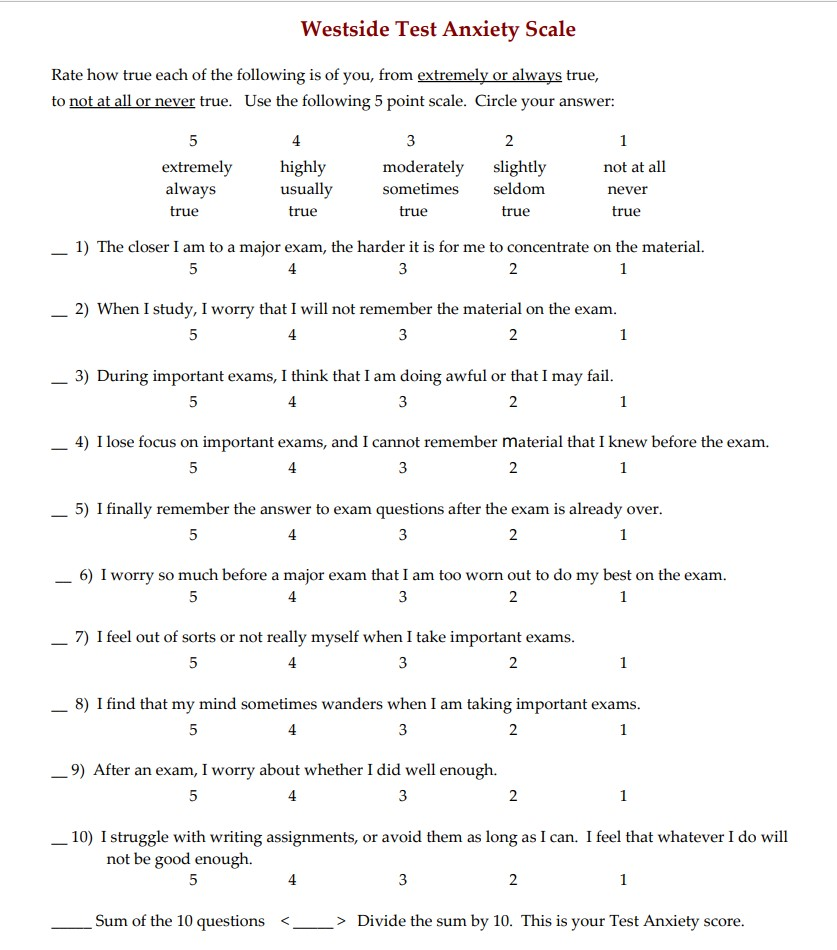 Westside Test Anxiety Scale
Rate how true each of the following is of you, from extremely or always true,
to not at all or never true. Use the following 5 point scale. Circle your answer:
5 4 3 2 1
extremely highly moderately slightly not at all
always usually sometimes seldom never
true true true true true
__ 1) The closer I am to a major exam, the harder it is for me to concentrate on the material.
5 4 3 2 1
__ 2) When I study, I worry that I will not remember the material on the exam.
5 4 3 2 1
__ 3) During important exams, I think that I am doing awful or that I may fail.
5 4 3 2 1
__ 4) I lose focus on important exams, and I cannot remember material that I knew before the exam.
5 4 3 2 1
__ 5) I finally remember the answer to exam questions after the exam is already over.
5 4 3 2 1
__ 6) I worry so much before a major exam that I am too worn out to do my best on the exam.
5 4 3 2 1
__ 7) I feel out of sorts or not really myself when I take important exams.
5 4 3 2 1
__ 8) I find that my mind sometimes wanders when I am taking important exams.
5 4 3 2 1
__ 9) After an exam, I worry about whether I did well enough.
5 4 3 2 1
__ 10) I struggle with writing assignments, or avoid them as long as I can. I feel that whatever I do will
not be good enough.
5 4 3 2 1
_____ Sum of the 10 questions <_____> Divide the sum by 10. This is your Test Anxiety score.